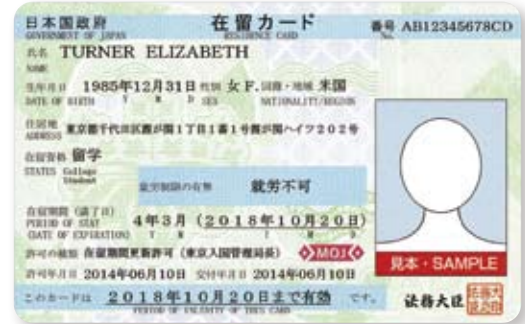 日本国政府 在留カード 番号 AB12345678CD
GOVERNMENT OF JAPAN RESIDENCE CARD No.
氏名 TURNER ELIZABETH
NAME
生年月日 1985年12月31日 性別 女 F. 国籍・地域 米国
DATE OF BIRTH Y M D SEX NATIONALITY/REGION
住居地 東京都千代田区霞が関1丁目1番1号霞が関ハイツ202号
ADDRESS
在留資格 留学
STATUS College
Student
就労制限の有無 就労不可
在留期間(満了日) 4年3月(2018年10月20日)
PERIOD OF STAY
(DATE OF EXPIRATION) Y M Y M D
許可の種類 在留期間更新許可(東京入国管理局長) MOJ
見本・SAMPLE
許可年月日 2014年06月10日 交付年月日 2014年06月10日
このカードは 2018年10月20日まで有効 です。 法務大臣
PERIOD OF VALIDITY OF THIS CARD